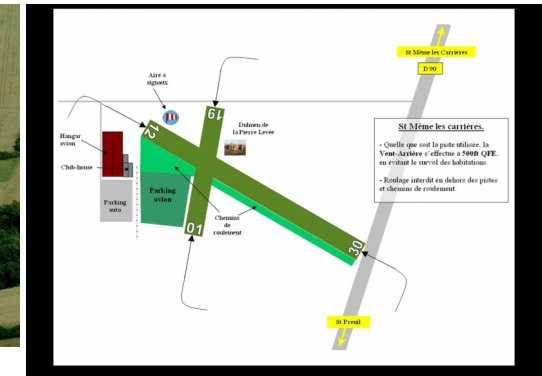 St Même les Carrières
D 90
Aire à
signaux
19
Dolmen de
la Pierre Levée
12
Hangar
avion
Club-house
Parking
avion
Parking
auto
Chemins
de
roulement
01
30
St Même les carrières.
- Quelle que soit la piste utilisée, la
Vent-Arrière s'effectue à 500ft QFE,
en évitant le survol des habitations.
- Roulage interdit en dehors des pistes
et chemins de roulement.
St Preuil